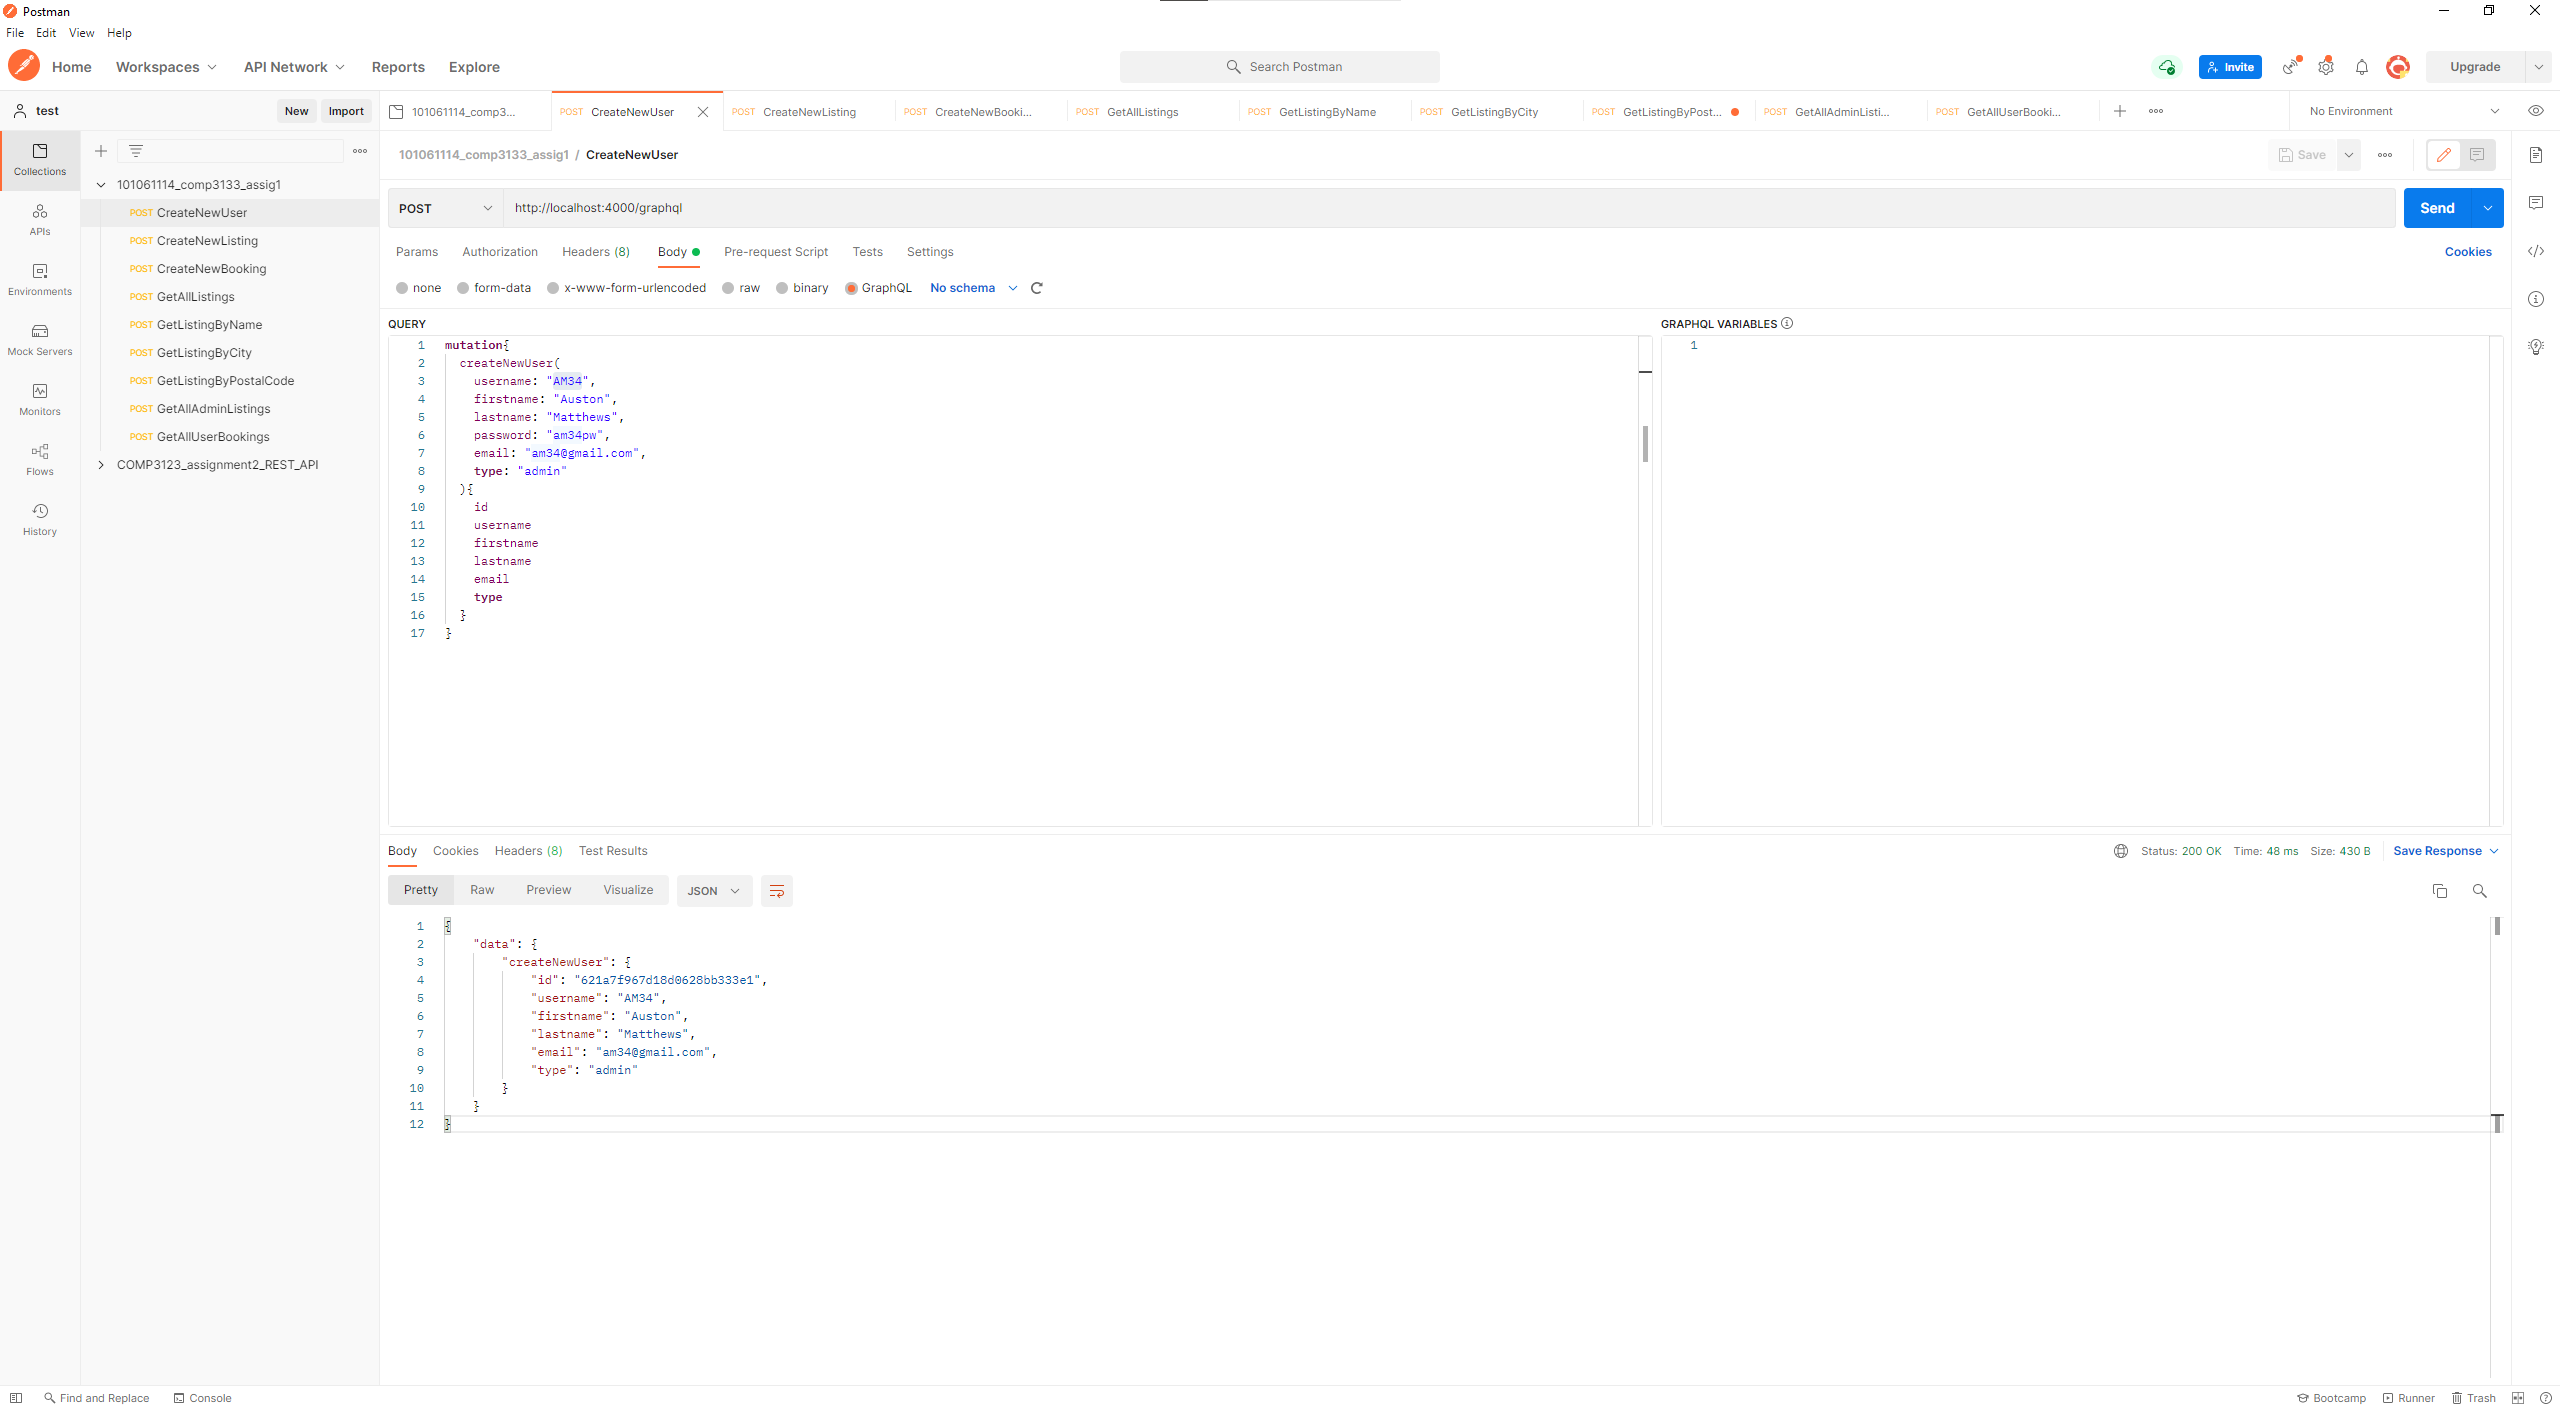 Postman
File Edit View Help
Home Workspaces API Network Reports Explore
Search Postman
Invite
Upgrade
test
New
Import
101061114_comp3...
POST CreateNewUser
POST CreateNewListing
POST CreateNewBooki...
POST GetAllListings
POST GetListingByName
POST GetListingByCity
POST GetListingByPost...
POST GetAllAdminListi...
POST GetAllUserBooki...
No Environment
Collections
APIs
Environments
Mock Servers
Monitors
Flows
History
101061114_comp3133_assig1
POST CreateNewUser
POST CreateNewListing
POST CreateNewBooking
POST GetAllListings
POST GetListingByName
POST GetListingByCity
POST GetListingByPostalCode
POST GetAllAdminListings
POST GetAllUserBookings
COMP3123_assignment2_REST_API
101061114_comp3133_assig1 / CreateNewUser
Save
POST http://localhost:4000/graphql
Send
Params Authorization Headers (8) Body Pre-request Script Tests Settings
Cookies
none form-data x-www-form-urlencoded raw binary GraphQL No schema
QUERY
1 mutation{
2 createNewUser(
3 username: "AM34",
4 firstname: "Auston",
5 lastname: "Matthews",
6 password: "am34pw",
7 email: "am34@gmail.com",
8 type: "admin"
9 ){
10 id
11 username
12 firstname
13 lastname
14 email
15 type
16 }
17 }
GRAPHQL VARIABLES
1
Body Cookies Headers (8) Test Results
Status: 200 OK Time: 48 ms Size: 430 B Save Response
Pretty Raw Preview Visualize JSON
1 {
2 "data": {
3 "createNewUser": {
4 "id": "621a7f967d18d0628bb333e1",
5 "username": "AM34",
6 "firstname": "Auston",
7 "lastname": "Matthews",
8 "email": "am34@gmail.com",
9 "type": "admin"
10 }
11 }
12 }
Find and Replace Console
Bootcamp Runner Trash